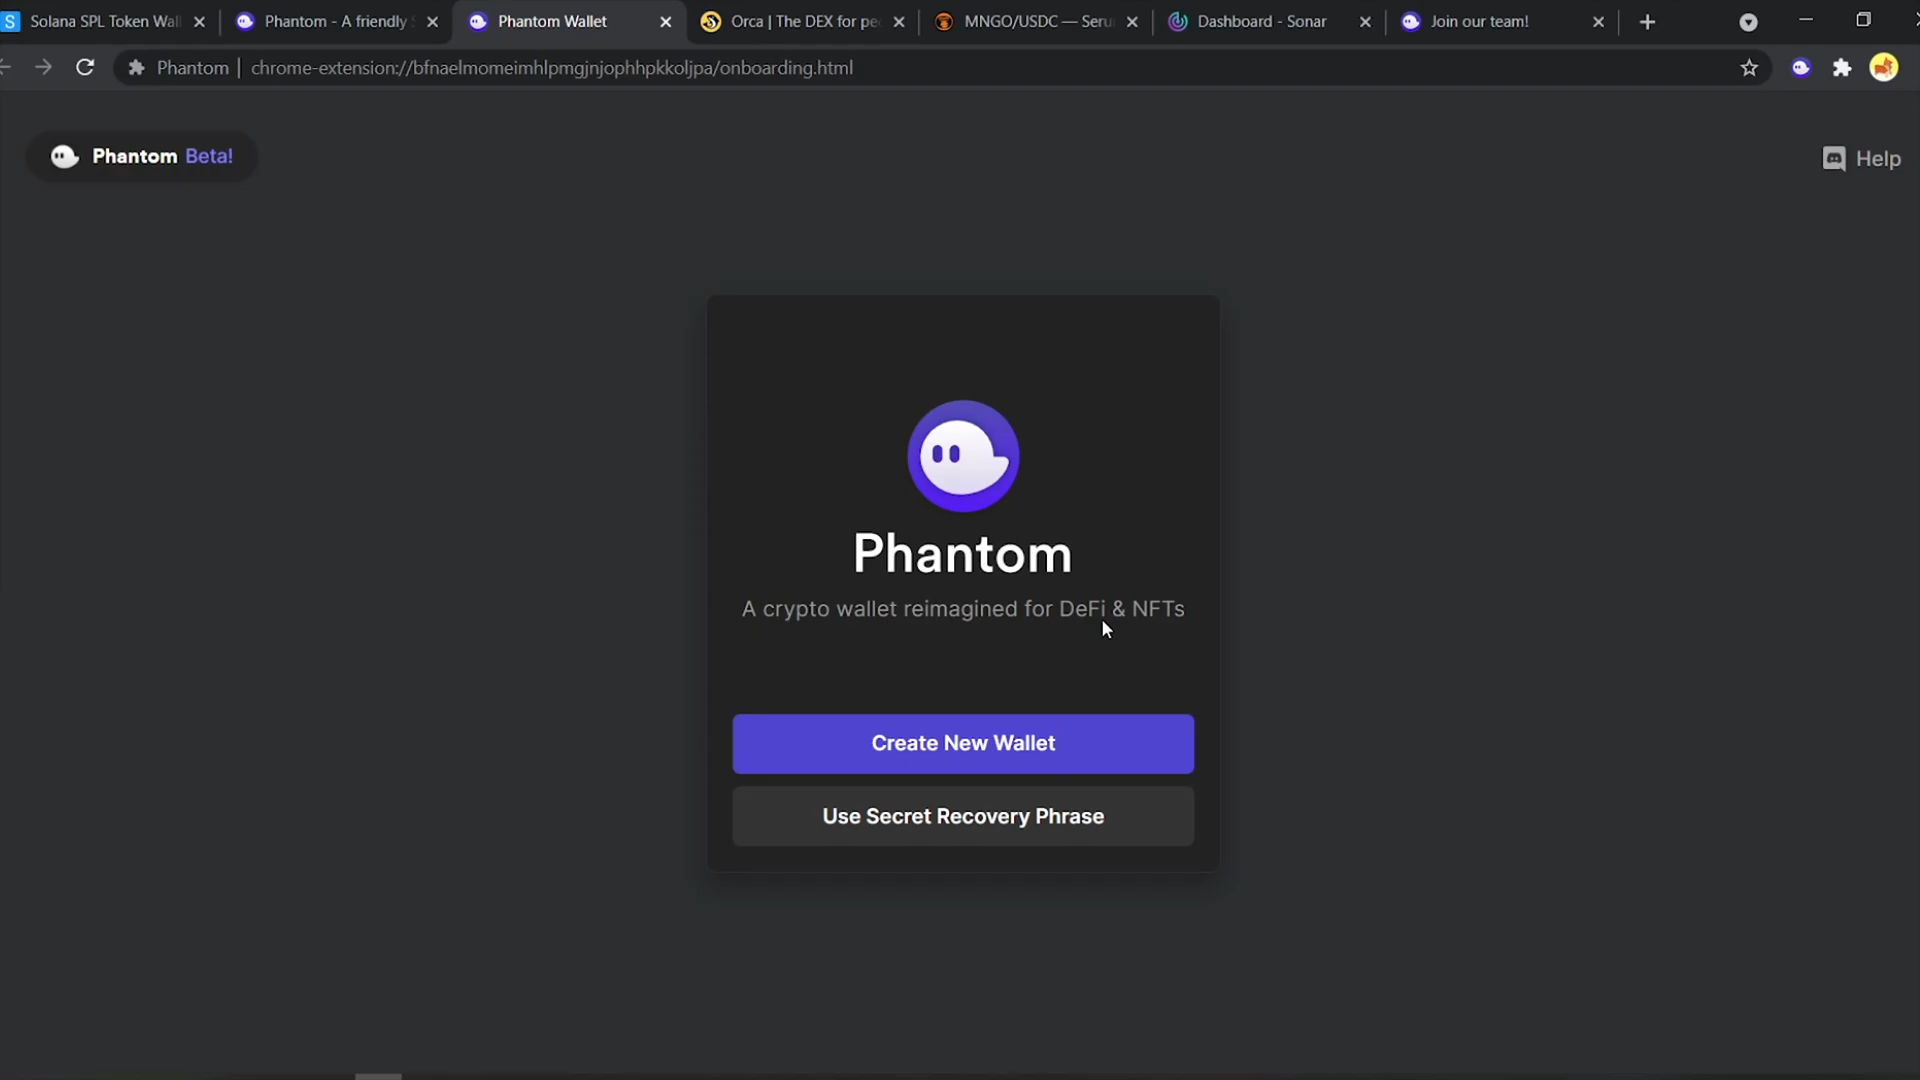 Solana SPL Token Wal
Phantom - A friendly
Phantom Wallet
Orca | The DEX for pe
MNGO/USDC — Seru
Dashboard - Sonar
Join our team!
Phantom | chrome-extension://bfnaelmomeimhlpmgjnjophhpkkoljpa/onboarding.html
Phantom Beta!
Help
Phantom
A crypto wallet reimagined for DeFi & NFTs
Create New Wallet
Use Secret Recovery Phrase